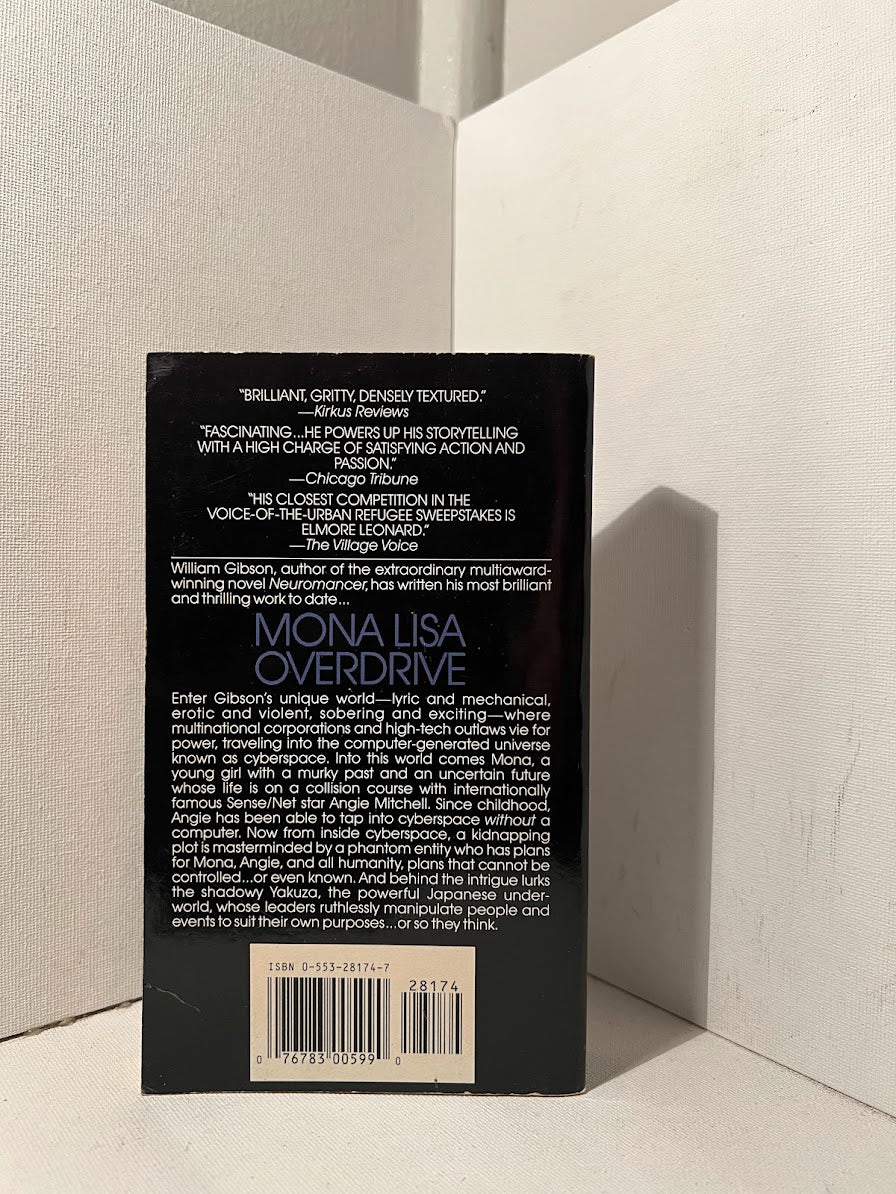 “BRILLIANT, GRITTY, DENSELY TEXTURED.”
—Kirkus Reviews
“FASCINATING...HE POWERS UP HIS STORYTELLING
WITH A HIGH CHARGE OF SATISFYING ACTION AND
PASSION.”
—Chicago Tribune
“HIS CLOSEST COMPETITION IN THE
VOICE-OF-THE-URBAN REFUGEE SWEEPSTAKES IS
ELMORE LEONARD.”
—The Village Voice
William Gibson, author of the extraordinary multiaward-
winning novel Neuromancer, has written his most brilliant
and thrilling work to date...
MONA LISA
OVERDRIVE
Enter Gibson’s unique world—lyric and mechanical,
erotic and violent, sobering and exciting—where
multinational corporations and high-tech outlaws vie for
power, traveling into the computer-generated universe
known as cyberspace. Into this world comes Mona, a
young girl with a murky past and an uncertain future
whose life is on a collision course with internationally
famous Sense/Net star Angie Mitchell. Since childhood,
Angie has been able to tap into cyberspace without a
computer. Now from inside cyberspace, a kidnapping
plot is masterminded by a phantom entity who has plans
for Mona, Angie, and all humanity, plans that cannot be
controlled...or even known. And behind the intrigue lurks
the shadowy Yakuza, the powerful Japanese under-
world, whose leaders ruthlessly manipulate people and
events to suit their own purposes...or so they think.
ISBN 0-553-28174-7
28174
0 76783 00599 0